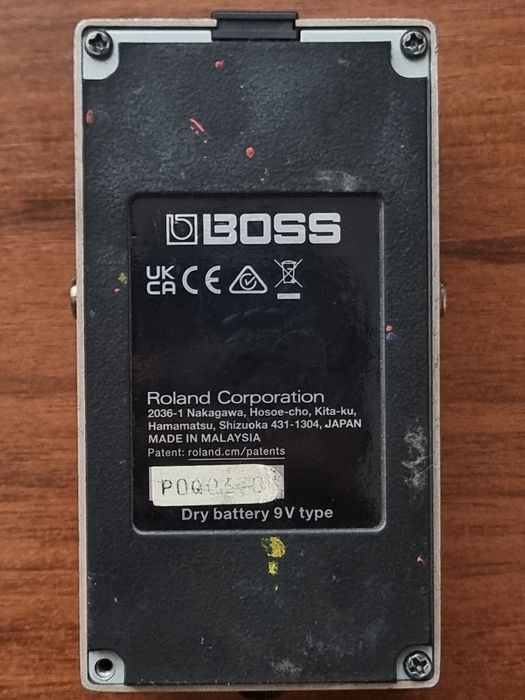 BOSS
UK
CA CE
Roland Corporation
2036-1 Nakagawa, Hosoe-cho, Kita-ku,
Hamamatsu, Shizuoka 431-1304, JAPAN
MADE IN MALAYSIA
Patent: roland.cm/patents
Dry battery 9V type